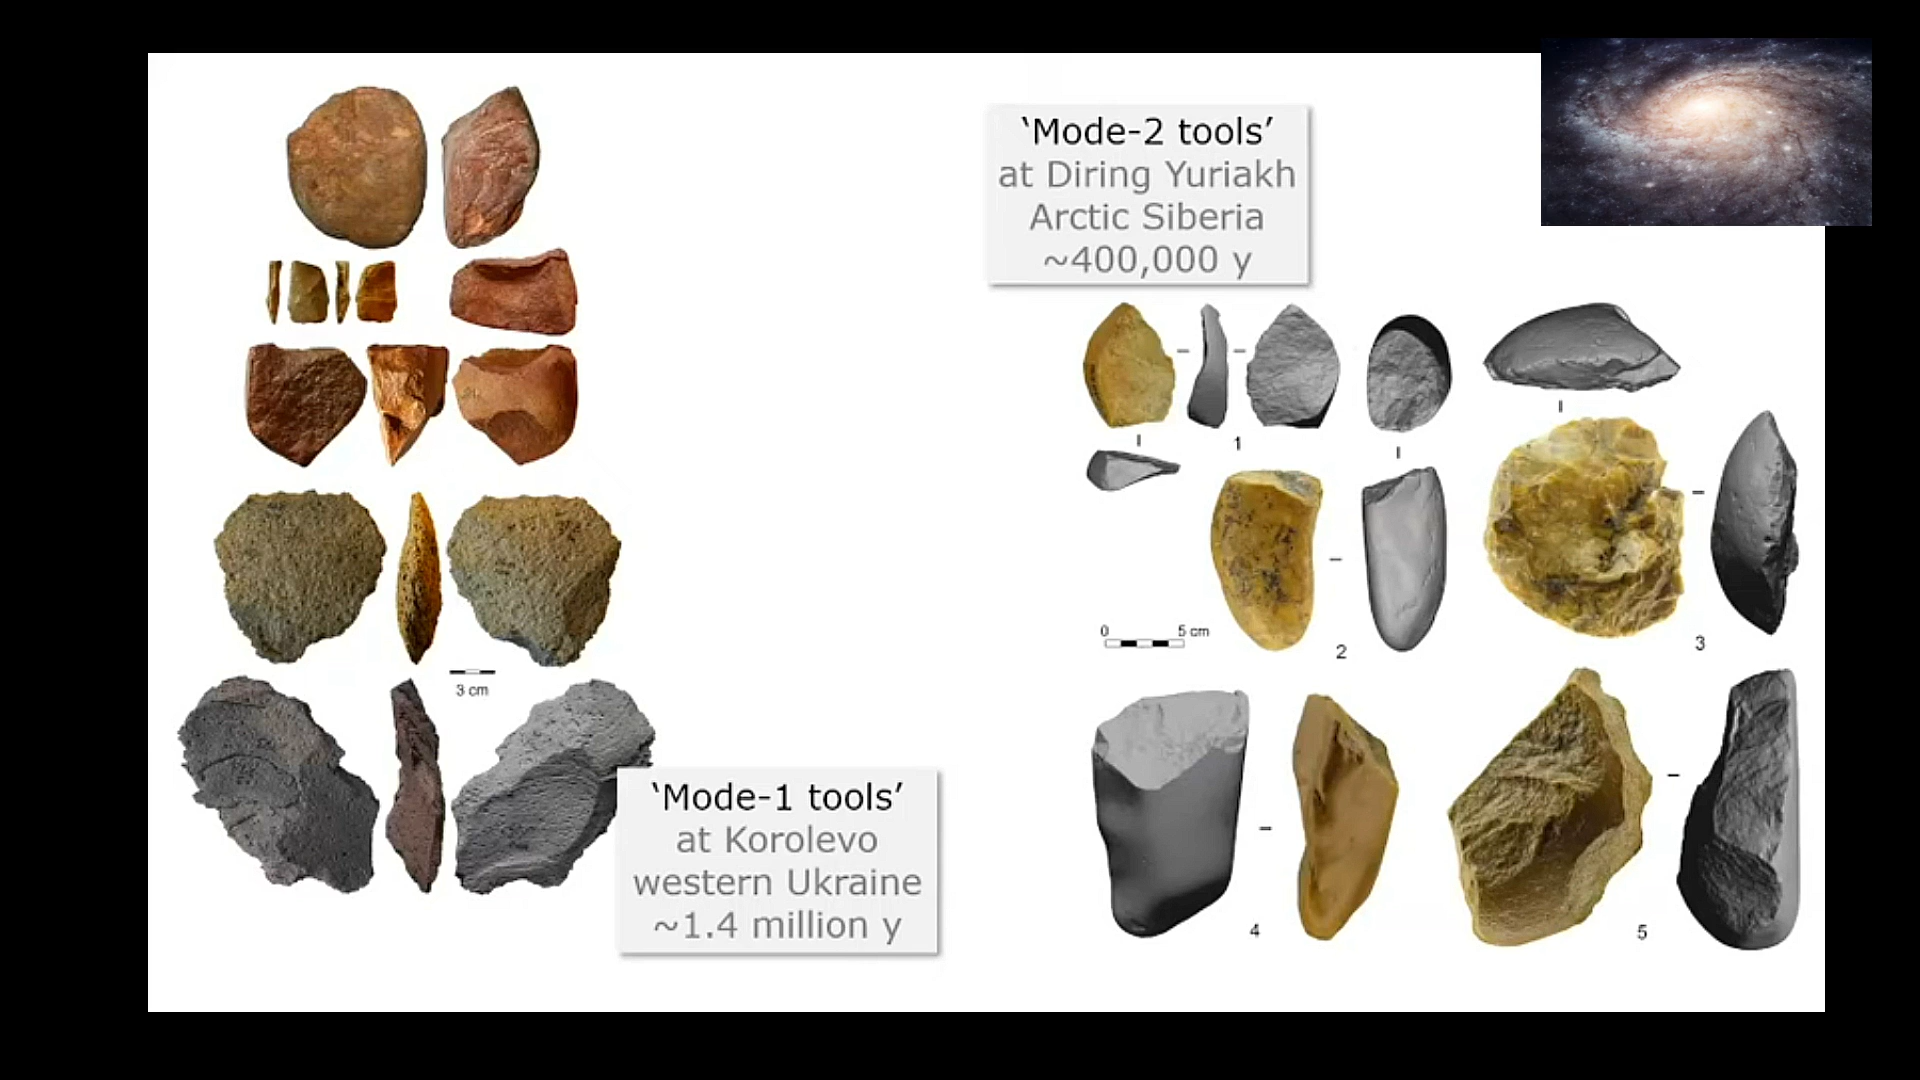 ‘Mode-2 tools’
at Diring Yuriakh
Arctic Siberia
~400,000 y
1
0 5 cm
2
3
3 cm
‘Mode-1 tools’
at Korolevo
western Ukraine
~1.4 million y
4
5